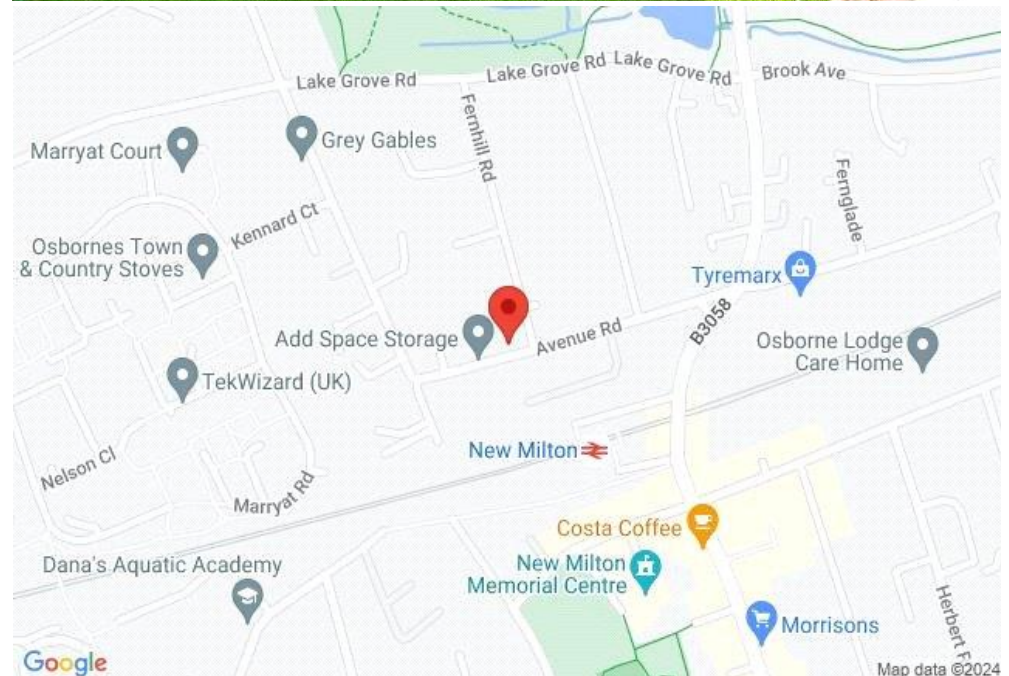 Lake Grove Rd
Lake Grove Rd
Lake Grove Rd
Brook Ave
Fernhill Rd
Marryat Court
Grey Gables
Kennard Ct
Fernglade
Osbornes Town
& Country Stoves
Tyremarx
B3058
Add Space Storage
Avenue Rd
Osborne Lodge
Care Home
TekWizard (UK)
New Milton
Nelson Cl
Marryat Rd
Costa Coffee
Dana's Aquatic Academy
New Milton
Memorial Centre
Herbert
Morrisons
Google
Map data ©2024